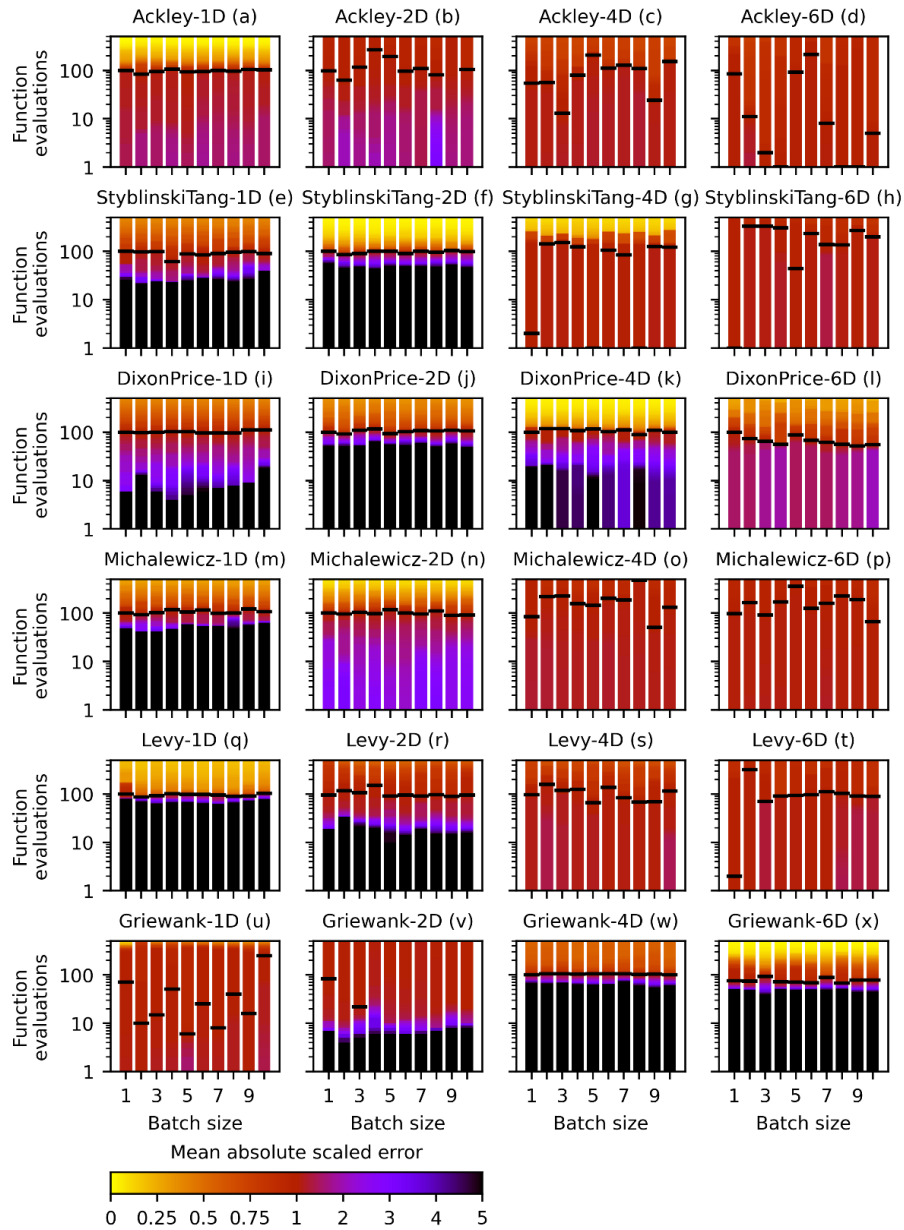 Ackley-1D (a) Ackley-2D (b) Ackley-4D (c) Ackley-6D (d)
Function
evaluations
100
10
1
StyblinskiTang-1D (e) StyblinskiTang-2D (f) StyblinskiTang-4D (g) StyblinskiTang-6D (h)
Function
evaluations
100
10
1
DixonPrice-1D (i) DixonPrice-2D (j) DixonPrice-4D (k) DixonPrice-6D (l)
Function
evaluations
100
10
1
Michalewicz-1D (m) Michalewicz-2D (n) Michalewicz-4D (o) Michalewicz-6D (p)
Function
evaluations
100
10
1
Levy-1D (q) Levy-2D (r) Levy-4D (s) Levy-6D (t)
Function
evaluations
100
10
1
Griewank-1D (u) Griewank-2D (v) Griewank-4D (w) Griewank-6D (x)
Function
evaluations
100
10
1
1 3 5 7 9 1 3 5 7 9 1 3 5 7 9 1 3 5 7 9
Batch size Batch size Batch size Batch size
Mean absolute scaled error
0 0.25 0.5 0.75 1 2 3 4 5